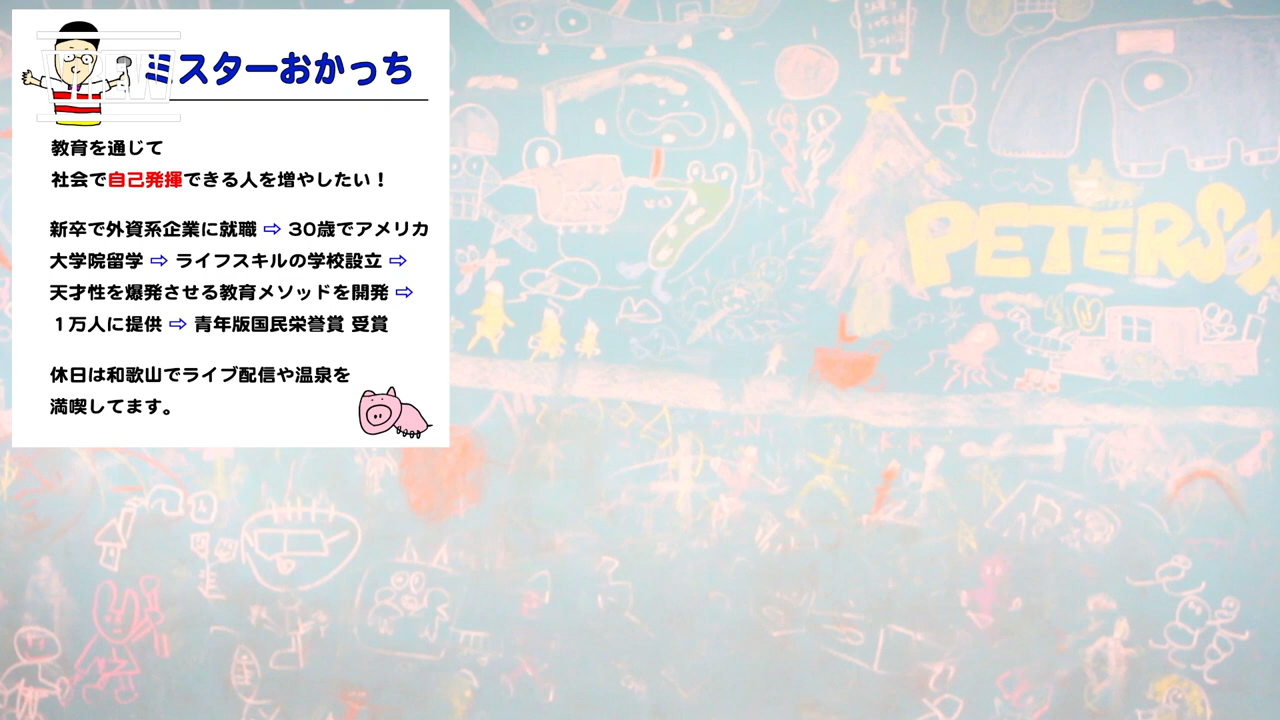 ミスターおかっち
教育を通じて
社会で自己発揮できる人を増やしたい！
新卒で外資系企業に就職 ⇨ 30歳でアメリカ
大学院留学 ⇨ ライフスキルの学校設立 ⇨
天才性を爆発させる教育メソッドを開発 ⇨
１万人に提供 ⇨ 青年版国民栄誉賞 受賞
休日は和歌山でライブ配信や温泉を
満喫してます。
PETERSO